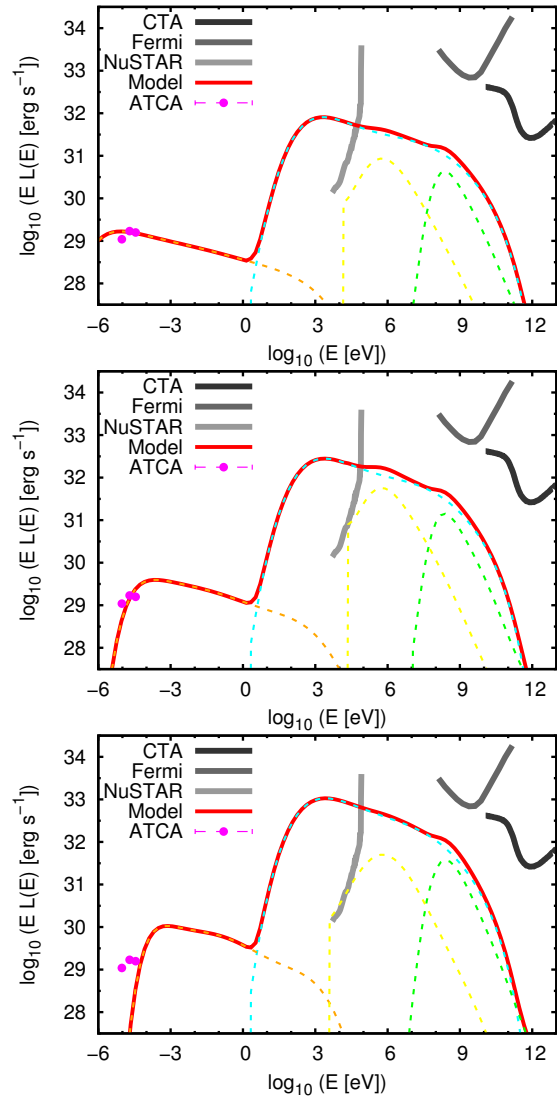 CTA
Fermi
NuSTAR
Model
ATCA
log₁₀ (E L(E) [erg s⁻¹])
34
33
32
31
30
29
28
−6 −3 0 3 6 9 12
log₁₀ (E [eV])
CTA
Fermi
NuSTAR
Model
ATCA
log₁₀ (E L(E) [erg s⁻¹])
34
33
32
31
30
29
28
−6 −3 0 3 6 9 12
log₁₀ (E [eV])
CTA
Fermi
NuSTAR
Model
ATCA
log₁₀ (E L(E) [erg s⁻¹])
34
33
32
31
30
29
28
−6 −3 0 3 6 9 12
log₁₀ (E [eV])